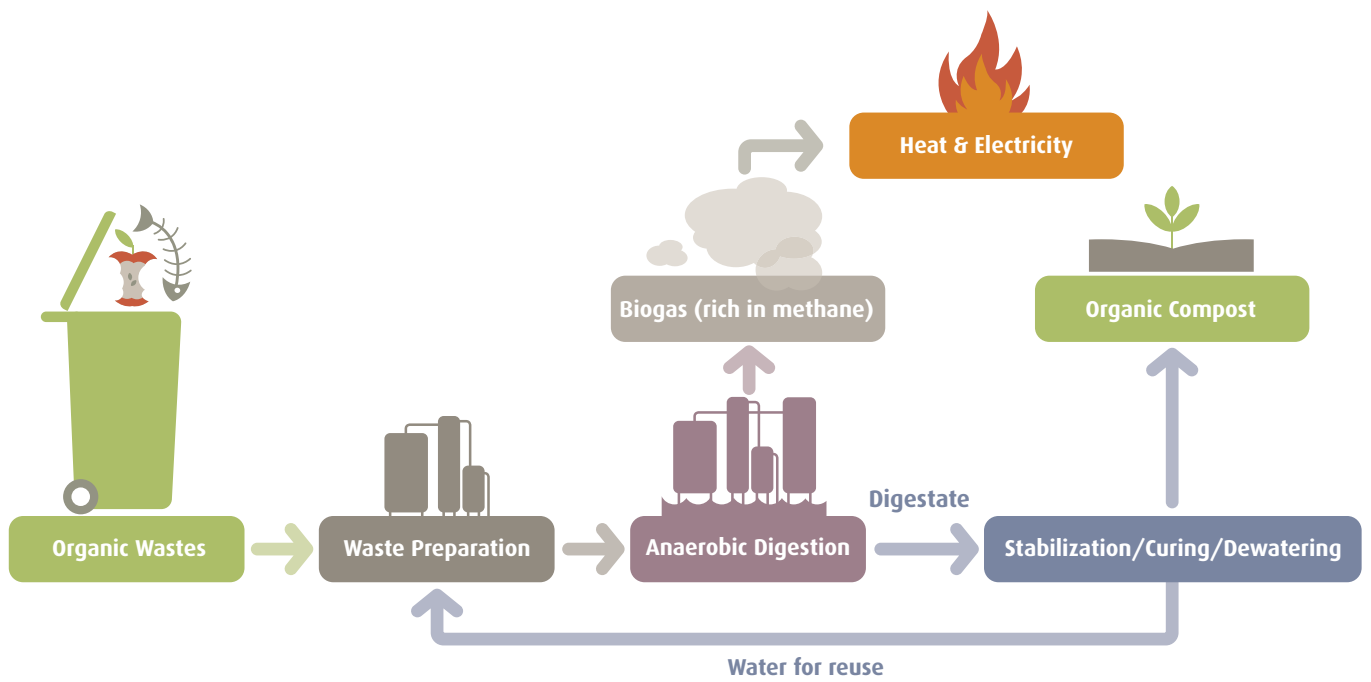 Heat & Electricity
Biogas (rich in methane)
Organic Compost
Digestate
Organic Wastes
Waste Preparation
Anaerobic Digestion
Stabilization/Curing/Dewatering
Water for reuse